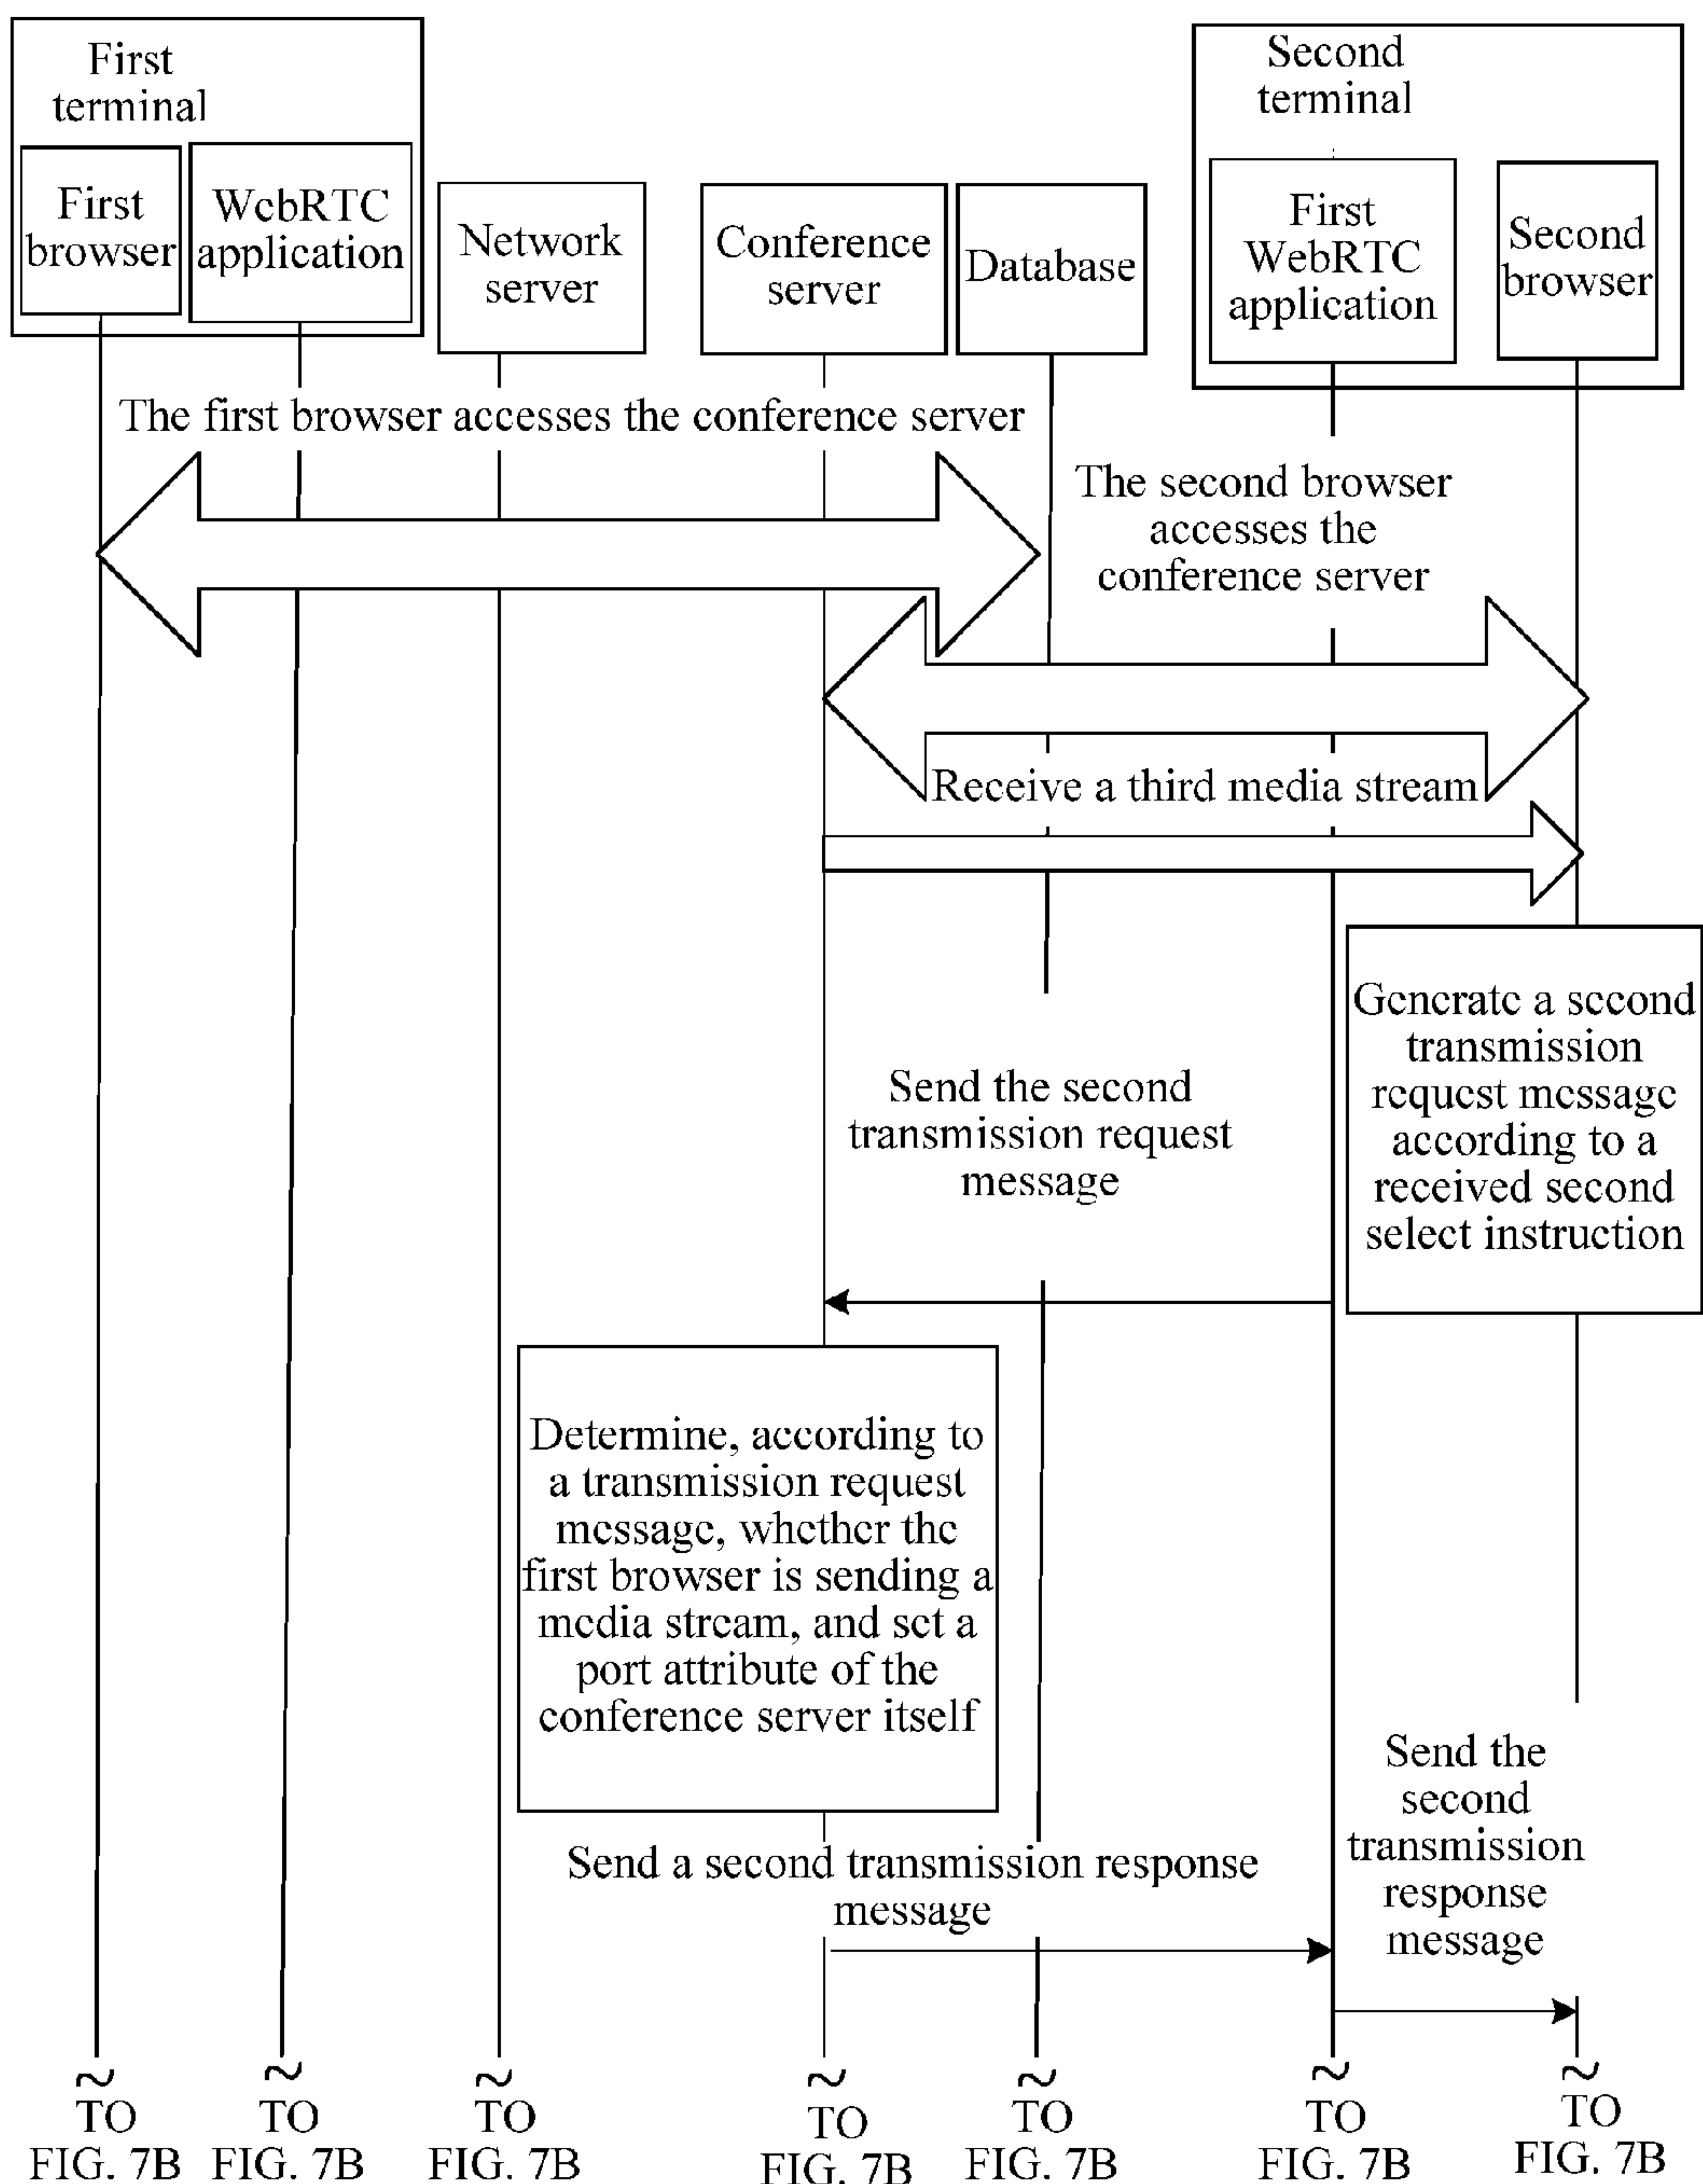 First
terminal
Second
terminal
First
browser
WebRTC
application
Network
server
Conference
server
Database
First
WebRTC
application
Second
browser
The first browser accesses the conference server
The second browser
accesses the
conference server
Receive a third media stream
Generate a second
transmission
request message
according to a
received second
select instruction
Send the second
transmission request
message
Determine, according to
a transmission request
message, whether the
first browser is sending a
media stream, and set a
port attribute of the
conference server itself
Send a second transmission response
message
Send the
second
transmission
response
message
TO
FIG. 7B
TO
FIG. 7B
TO
FIG. 7B
TO
FIG. 7B
TO
FIG. 7B
TO
FIG. 7B
TO
FIG. 7B